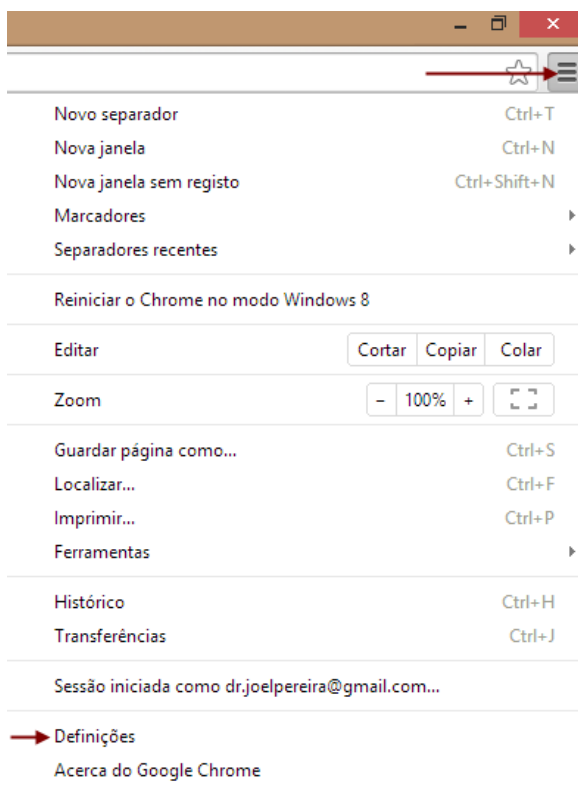 Novo separador Ctrl+T
Nova janela Ctrl+N
Nova janela sem registo Ctrl+Shift+N
Marcadores
Separadores recentes
Reiniciar o Chrome no modo Windows 8
Editar Cortar Copiar Colar
Zoom - 100% +
Guardar página como... Ctrl+S
Localizar... Ctrl+F
Imprimir... Ctrl+P
Ferramentas
Histórico Ctrl+H
Transferências Ctrl+J
Sessão iniciada como dr.joelpereira@gmail.com...
Definições
Acerca do Google Chrome